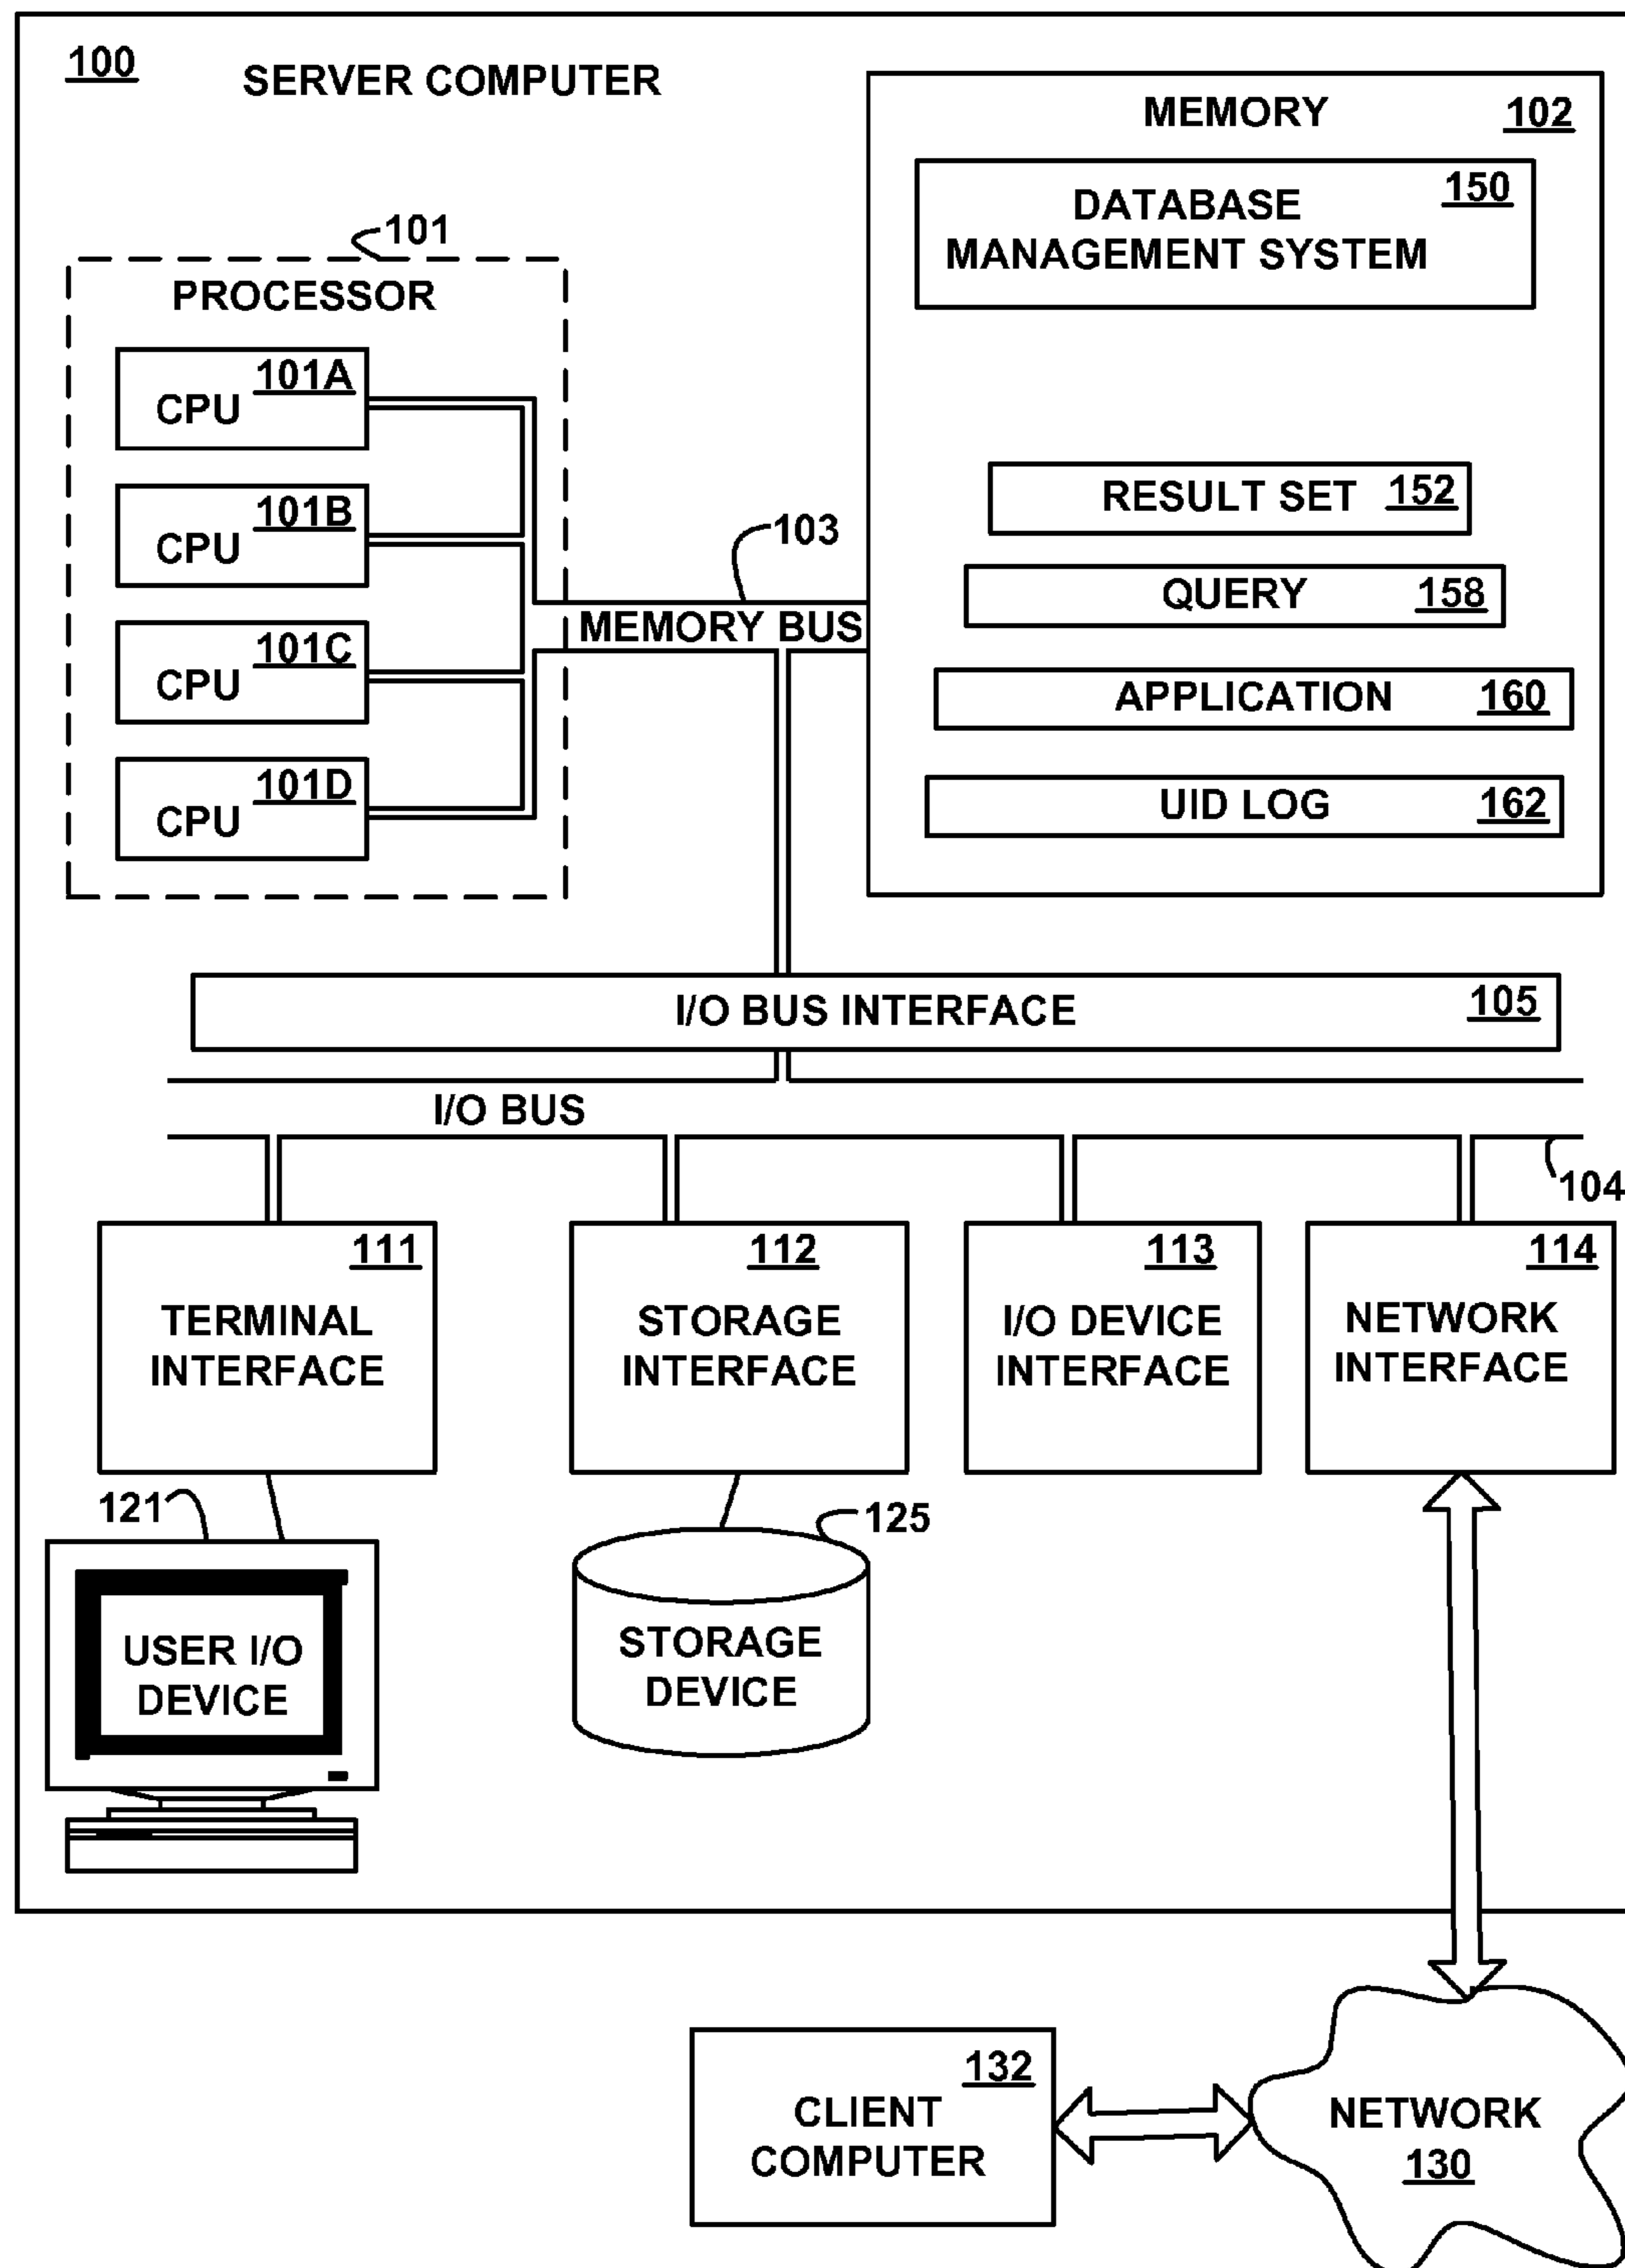 100 SERVER COMPUTER
MEMORY 102
DATABASE 150
MANAGEMENT SYSTEM
101
PROCESSOR
CPU 101A
CPU 101B
CPU 101C
CPU 101D
103
MEMORY BUS
RESULT SET 152
QUERY 158
APPLICATION 160
UID LOG 162
I/O BUS INTERFACE 105
I/O BUS
104
111
TERMINAL
INTERFACE
112
STORAGE
INTERFACE
113
I/O DEVICE
INTERFACE
114
NETWORK
INTERFACE
121
USER I/O
DEVICE
125
STORAGE
DEVICE
132
CLIENT
COMPUTER
NETWORK
130